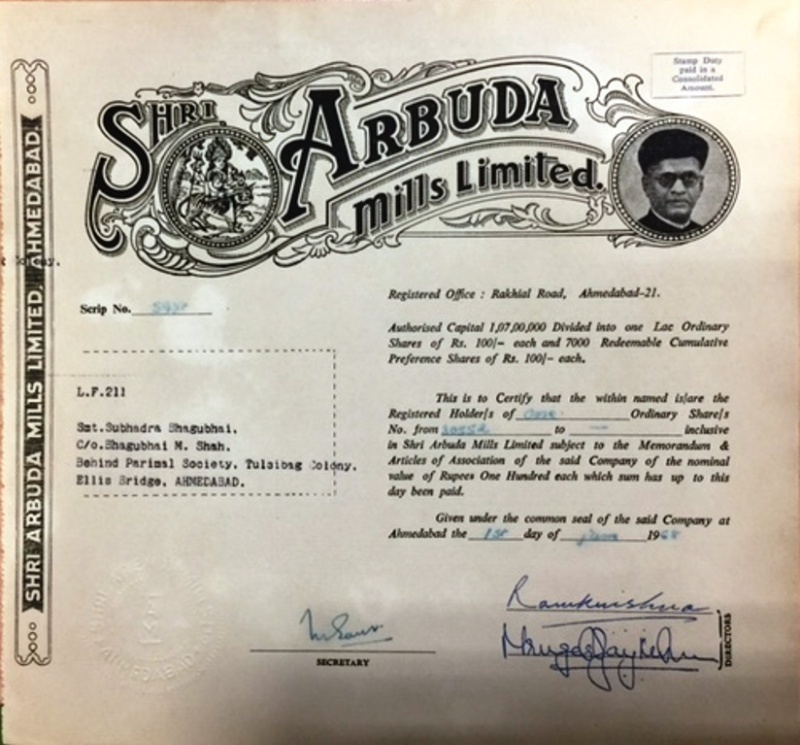 Stamp Duty
paid in a
Consolidated
Amount.
SHRI ARBUDA
Mills Limited.
SHRI ARBUDA MILLS LIMITED, AHMEDABAD.
Registered Office : Rakhial Road, Ahmedabad-21.
Scrip No.
Authorised Capital 1,07,00,000 Divided into one Lac Ordinary
Shares of Rs. 100/- each and 7000 Redeemable Cumulative
Preference Shares of Rs. 100/- each.
L.F.211
Smt.Subhadra Bhagubhai.
C/o.Bhagubhai M. Shah.
Behind Parimal Society, Tulsibag Colony.
Ellis Bridge, AHMEDABAD.
This is to Certify that the within named is/are the
Registered Holder/s of One Ordinary Share/s
No. from to — inclusive
in Shri Arbuda Mills Limited subject to the Memorandum &
Articles of Association of the said Company of the nominal
value of Rupees One Hundred each which sum has up to this
day been paid.
Given under the common seal of the said Company at
Ahmedabad the 1st day of June 1968
Ramkrishna
SECRETARY
DIRECTORS